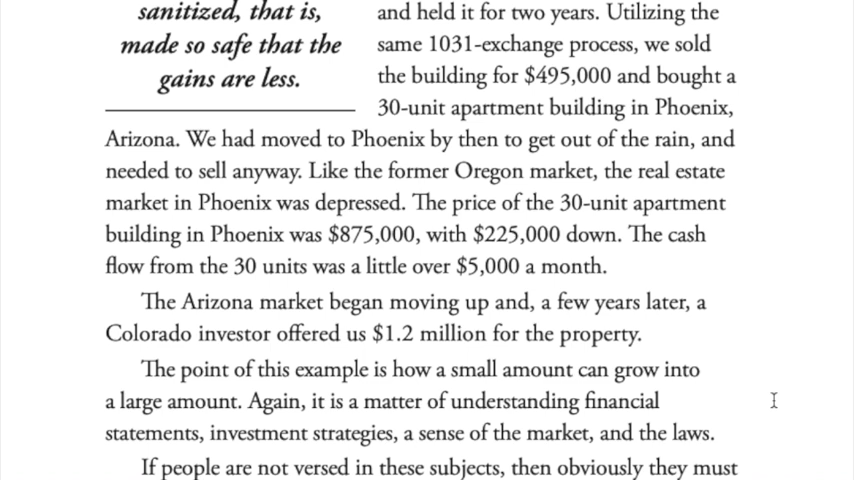 sanitized, that is,
made so safe that the
gains are less.
and held it for two years. Utilizing the
same 1031-exchange process, we sold
the building for $495,000 and bought a
30-unit apartment building in Phoenix,
Arizona. We had moved to Phoenix by then to get out of the rain, and
needed to sell anyway. Like the former Oregon market, the real estate
market in Phoenix was depressed. The price of the 30-unit apartment
building in Phoenix was $875,000, with $225,000 down. The cash
flow from the 30 units was a little over $5,000 a month.
The Arizona market began moving up and, a few years later, a
Colorado investor offered us $1.2 million for the property.
The point of this example is how a small amount can grow into
a large amount. Again, it is a matter of understanding financial
statements, investment strategies, a sense of the market, and the laws.
If people are not versed in these subjects, then obviously they must